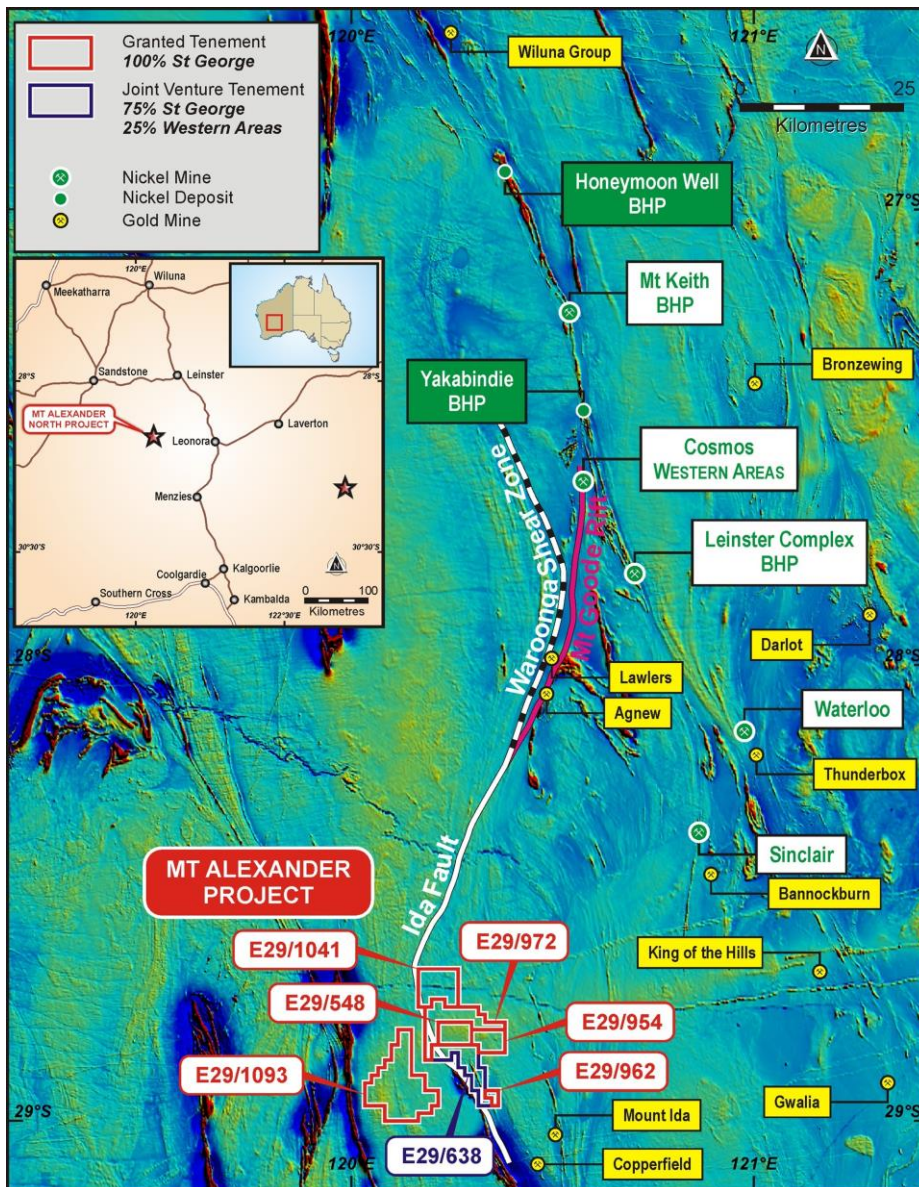 Granted Tenement
100% St George
Joint Venture Tenement
75% St George
25% Western Areas
Nickel Mine
Nickel Deposit
Gold Mine
120°E
121°E
Wiluna Group
N
0 25
Kilometres
Honeymoon Well
BHP
27°S
Mt Keith
BHP
Yakabindie
BHP
Bronzewing
Cosmos
WESTERN AREAS
Waroonga Shear Zone
Mt Goode Rift
Leinster Complex
BHP
Darlot
28°S
28°S
Lawlers
Agnew
Waterloo
Thunderbox
Sinclair
Bannockburn
Ida Fault
MT ALEXANDER
PROJECT
King of the Hills
E29/1041
E29/972
E29/548
E29/954
E29/1093
E29/962
E29/638
Gwalia
29°S
29°S
Mount Ida
Copperfield
120°E
121°E
120°E
Wiluna
Meekatharra
28°S
28°S
Sandstone
Leinster
MT ALEXANDER
NORTH PROJECT
Laverton
Leonora
Menzies
30°30'S
30°30'S
N
Coolgardie
Kalgoorlie
Southern Cross
Kambalda
0 100
Kilometres
120°E
122°30'E